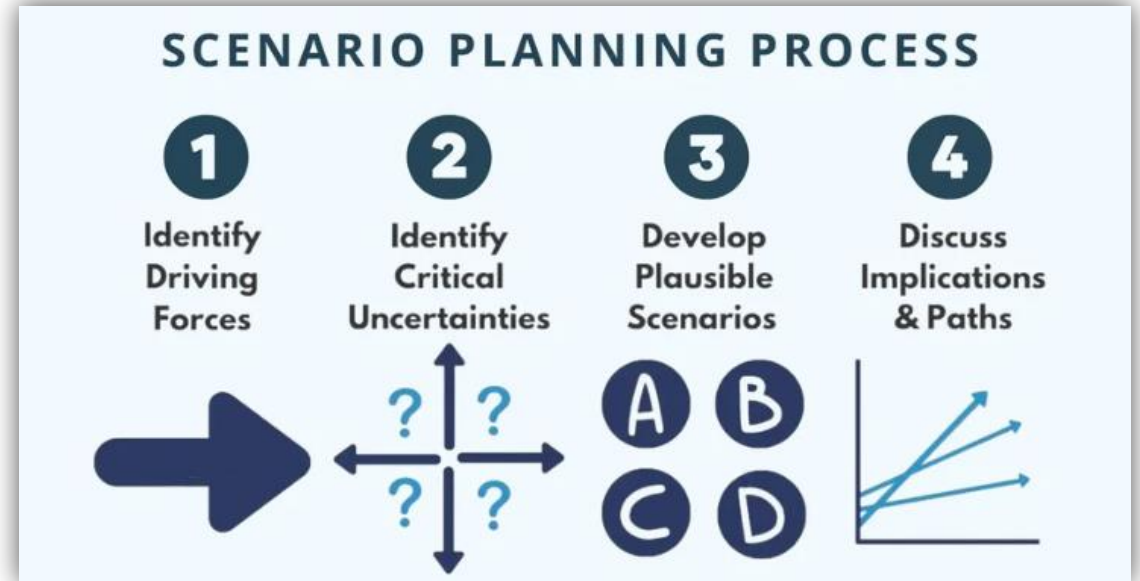 SCENARIO PLANNING PROCESS
1
Identify
Driving
Forces
2
Identify
Critical
Uncertainties
? ?
? ?
3
Develop
Plausible
Scenarios
A B
C D
4
Discuss
Implications
& Paths